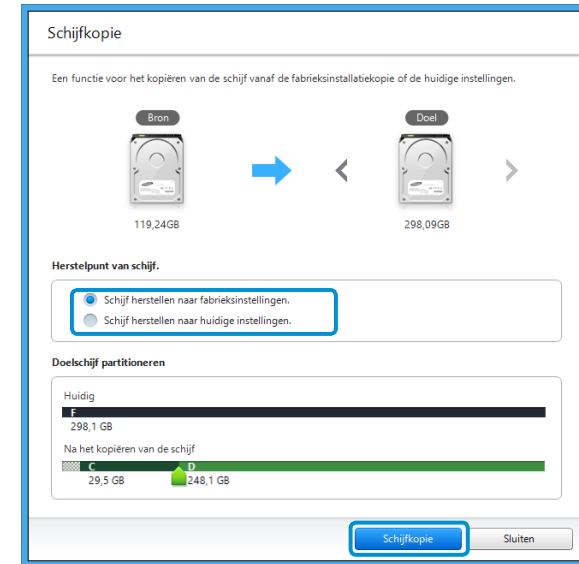 Schijfkopie
Een functie voor het kopiëren van de schijf vanaf de fabrieksinstallatiekopie of de huidige instellingen.
Bron
Doel
119,24GB
298,09GB
Herstelpunt van schijf.
Schijf herstellen naar fabrieksinstellingen.
Schijf herstellen naar huidige instellingen.
Doelschijf partitioneren
Huidig
F
298,1 GB
Na het kopiëren van de schijf
C D
29,5 GB 248,1 GB
Schijfkopie Sluiten